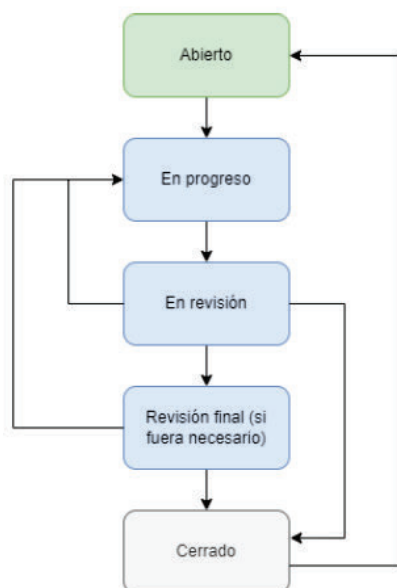 Abierto
En progreso
En revisión
Revisión final (si
fuera necesario)
Cerrado